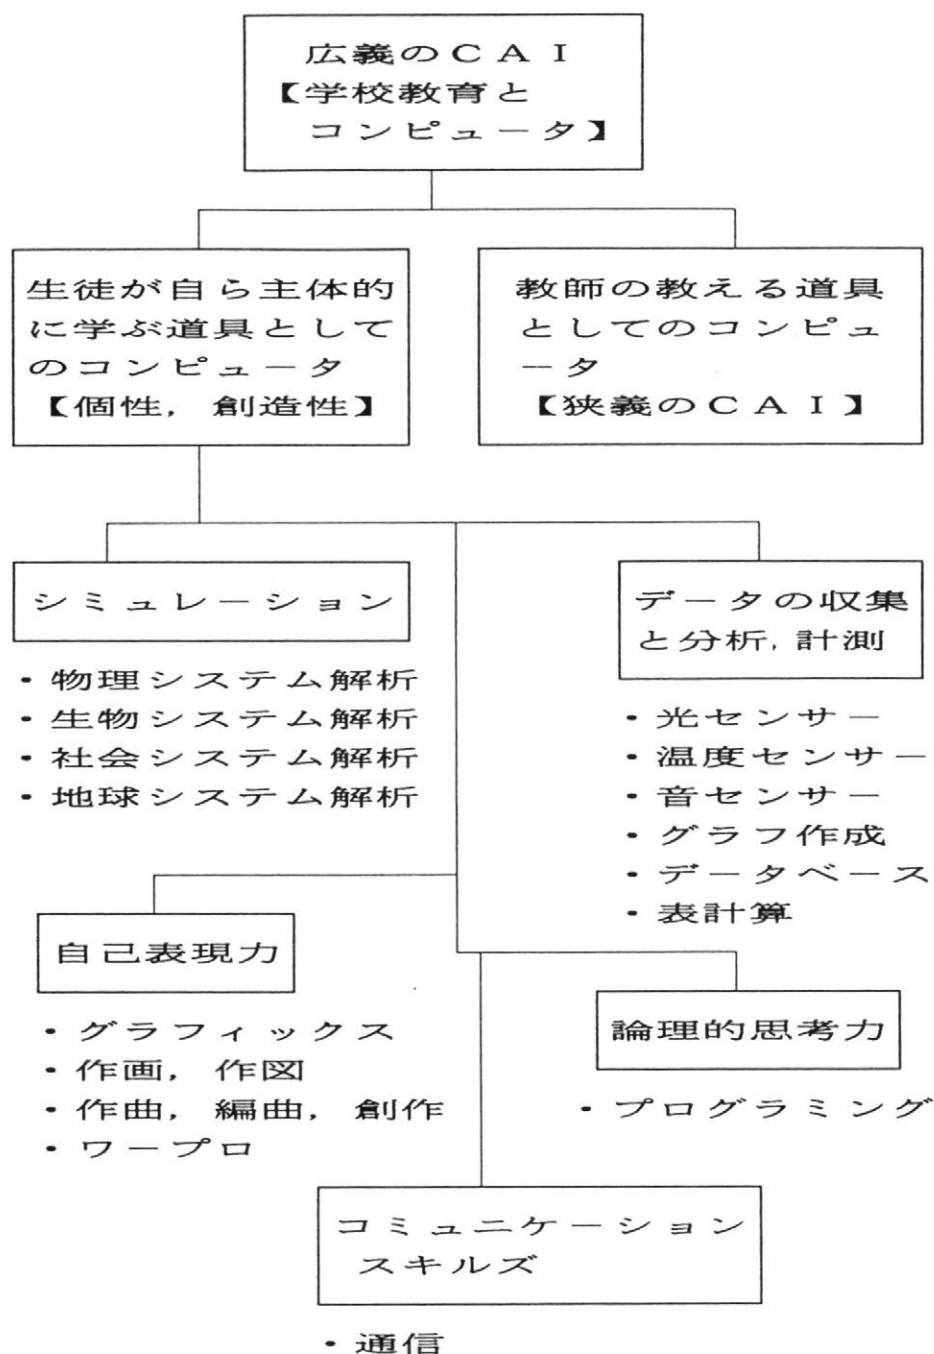 広義のＣＡＩ
【学校教育と
コンピュータ】
生徒が自ら主体的
に学ぶ道具として
のコンピュータ
【個性，創造性】
教師の教える道具
としてのコンピュ
ータ
【狭義のＣＡＩ】
シミュレーション
・物理システム解析
・生物システム解析
・社会システム解析
・地球システム解析
データの収集
と分析，計測
・光センサー
・温度センサー
・音センサー
・グラフ作成
・データベース
・表計算
自己表現力
・グラフィックス
・作画，作図
・作曲，編曲，創作
・ワープロ
論理的思考力
・プログラミング
コミュニケーション
スキルズ
・通信